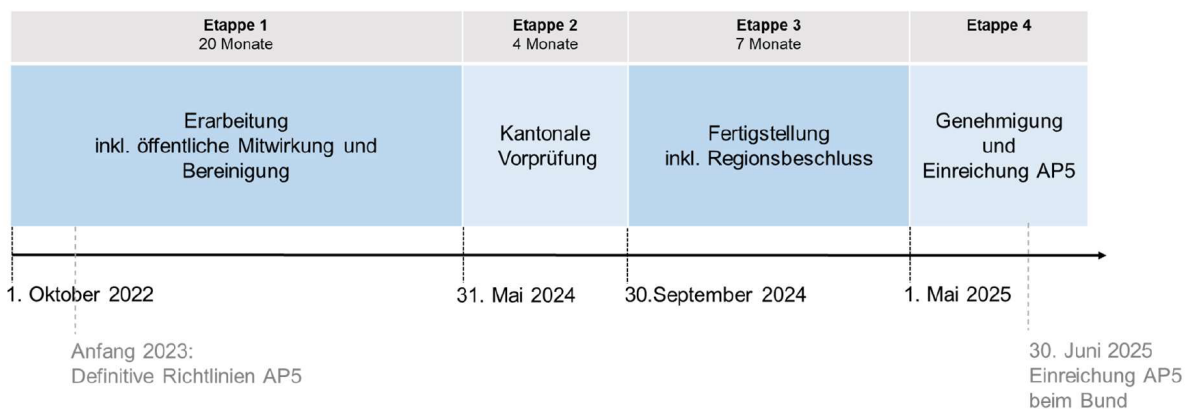 Etappe 1
20 Monate
Etappe 2
4 Monate
Etappe 3
7 Monate
Etappe 4
Erarbeitung
inkl. öffentliche Mitwirkung und
Bereinigung
Kantonale
Vorprüfung
Fertigstellung
inkl. Regionsbeschluss
Genehmigung
und
Einreichung AP5
1. Oktober 2022
31. Mai 2024
30.September 2024
1. Mai 2025
Anfang 2023:
Definitive Richtlinien AP5
30. Juni 2025
Einreichung AP5
beim Bund